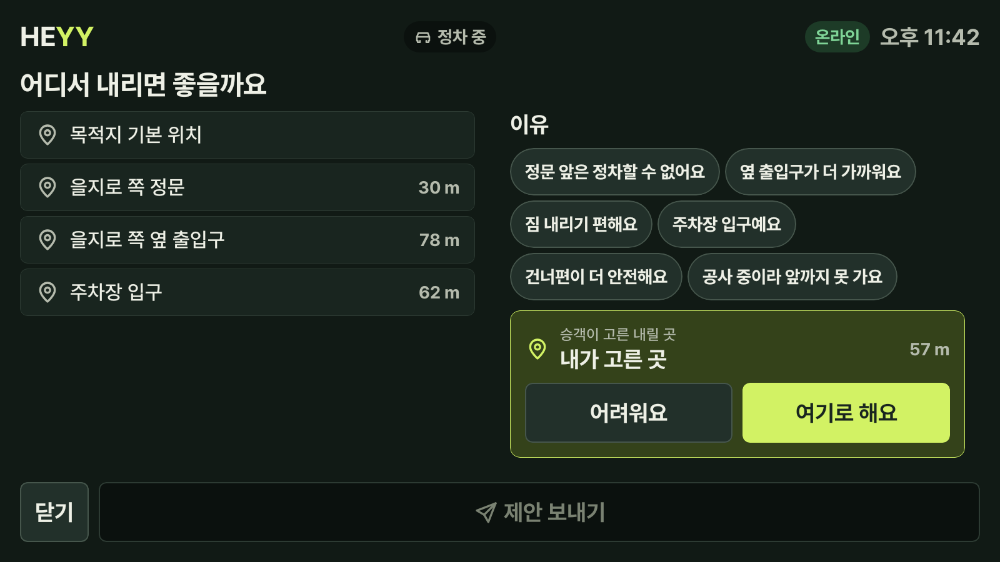 HEYY
정차 중
온라인 오후 11:42
어디서 내리면 좋을까요
목적지 기본 위치
을지로 쪽 정문 30 m
을지로 쪽 옆 출입구 78 m
주차장 입구 62 m
이유
정문 앞은 정차할 수 없어요
옆 출입구가 더 가까워요
짐 내리기 편해요
주차장 입구예요
건너편이 더 안전해요
공사 중이라 앞까지 못 가요
승객이 고른 내릴 곳
내가 고른 곳 57 m
어려워요
여기로 해요
닫기
제안 보내기